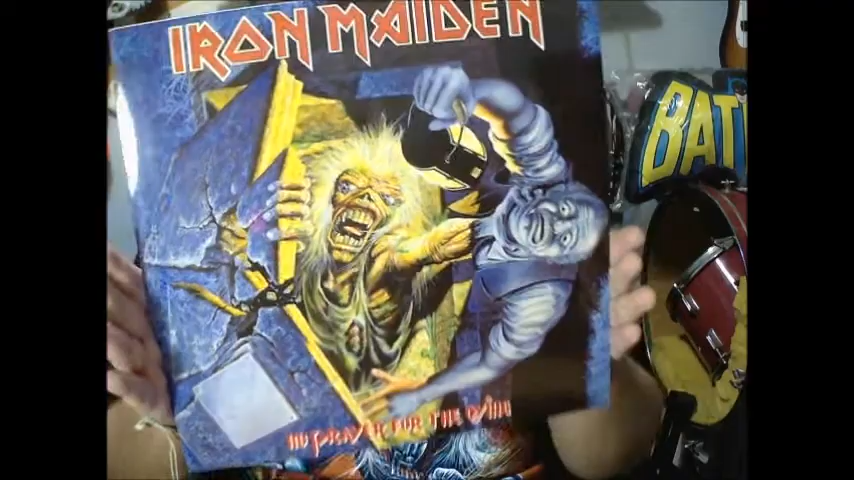 IRON MAIDEN
BAT
NO PRAYER FOR THE DYING